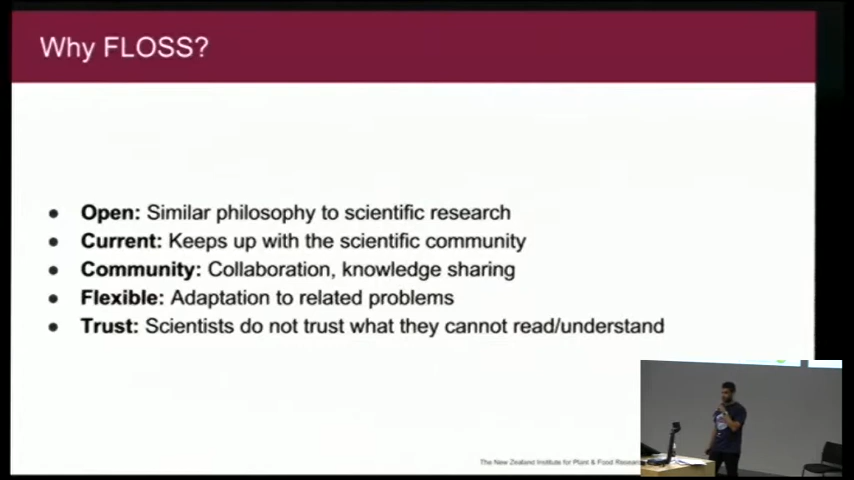 Why FLOSS?
● Open: Similar philosophy to scientific research
● Current: Keeps up with the scientific community
● Community: Collaboration, knowledge sharing
● Flexible: Adaptation to related problems
● Trust: Scientists do not trust what they cannot read/understand
The New Zealand Institute for Plant & Food Research